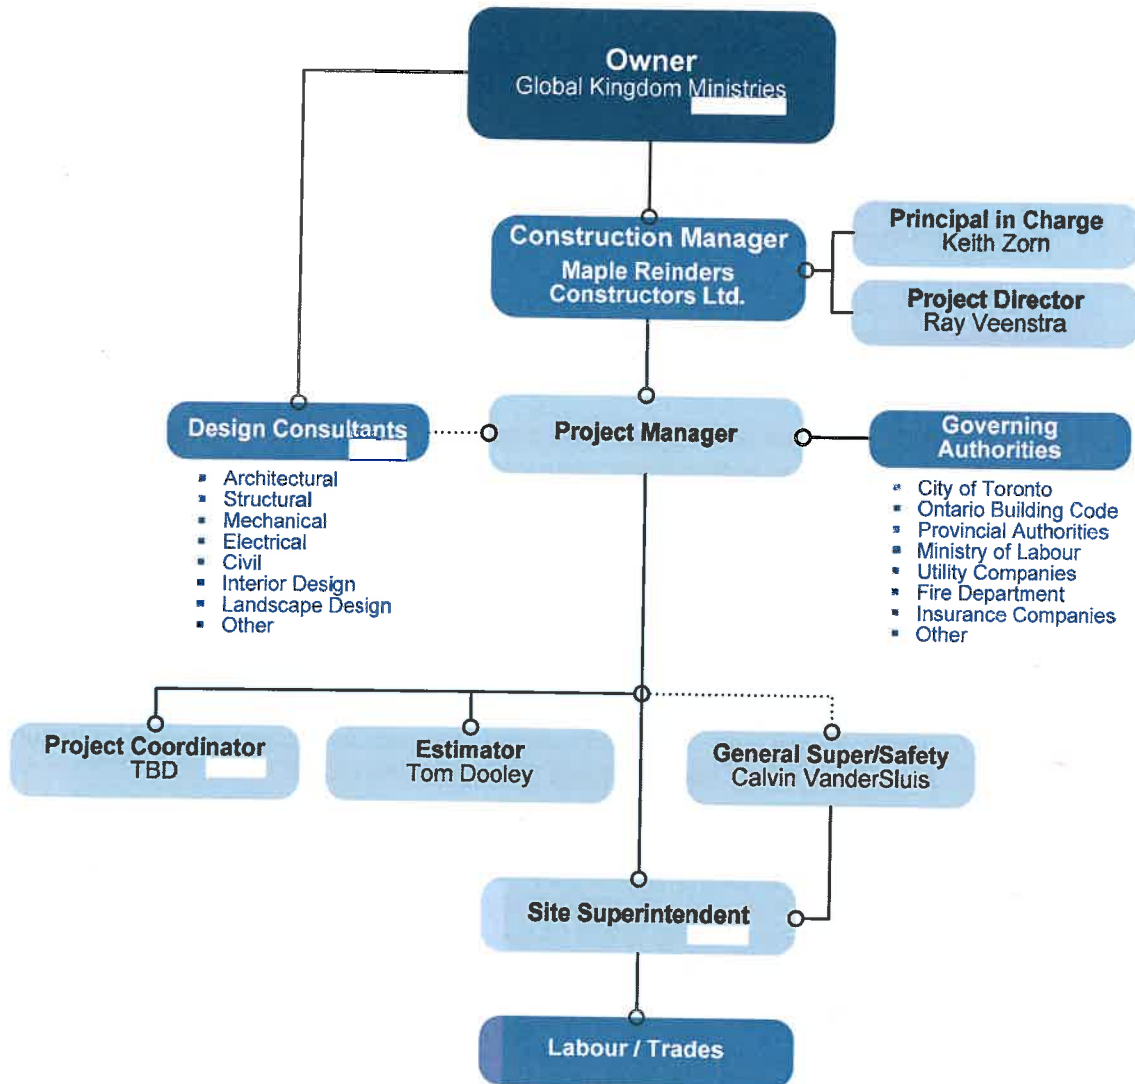 Owner
Global Kingdom Ministries
Construction Manager
Maple Reinders
Constructors Ltd.
Principal in Charge
Keith Zorn
Project Director
Ray Veenstra
Design Consultants
Project Manager
Governing
Authorities
▪ Architectural
▪ Structural
▪ Mechanical
▪ Electrical
▪ Civil
▪ Interior Design
▪ Landscape Design
▪ Other
▪ City of Toronto
▪ Ontario Building Code
▪ Provincial Authorities
▪ Ministry of Labour
▪ Utility Companies
▪ Fire Department
▪ Insurance Companies
▪ Other
Project Coordinator
TBD
Estimator
Tom Dooley
General Super/Safety
Calvin VanderSluis
Site Superintendent
Labour / Trades